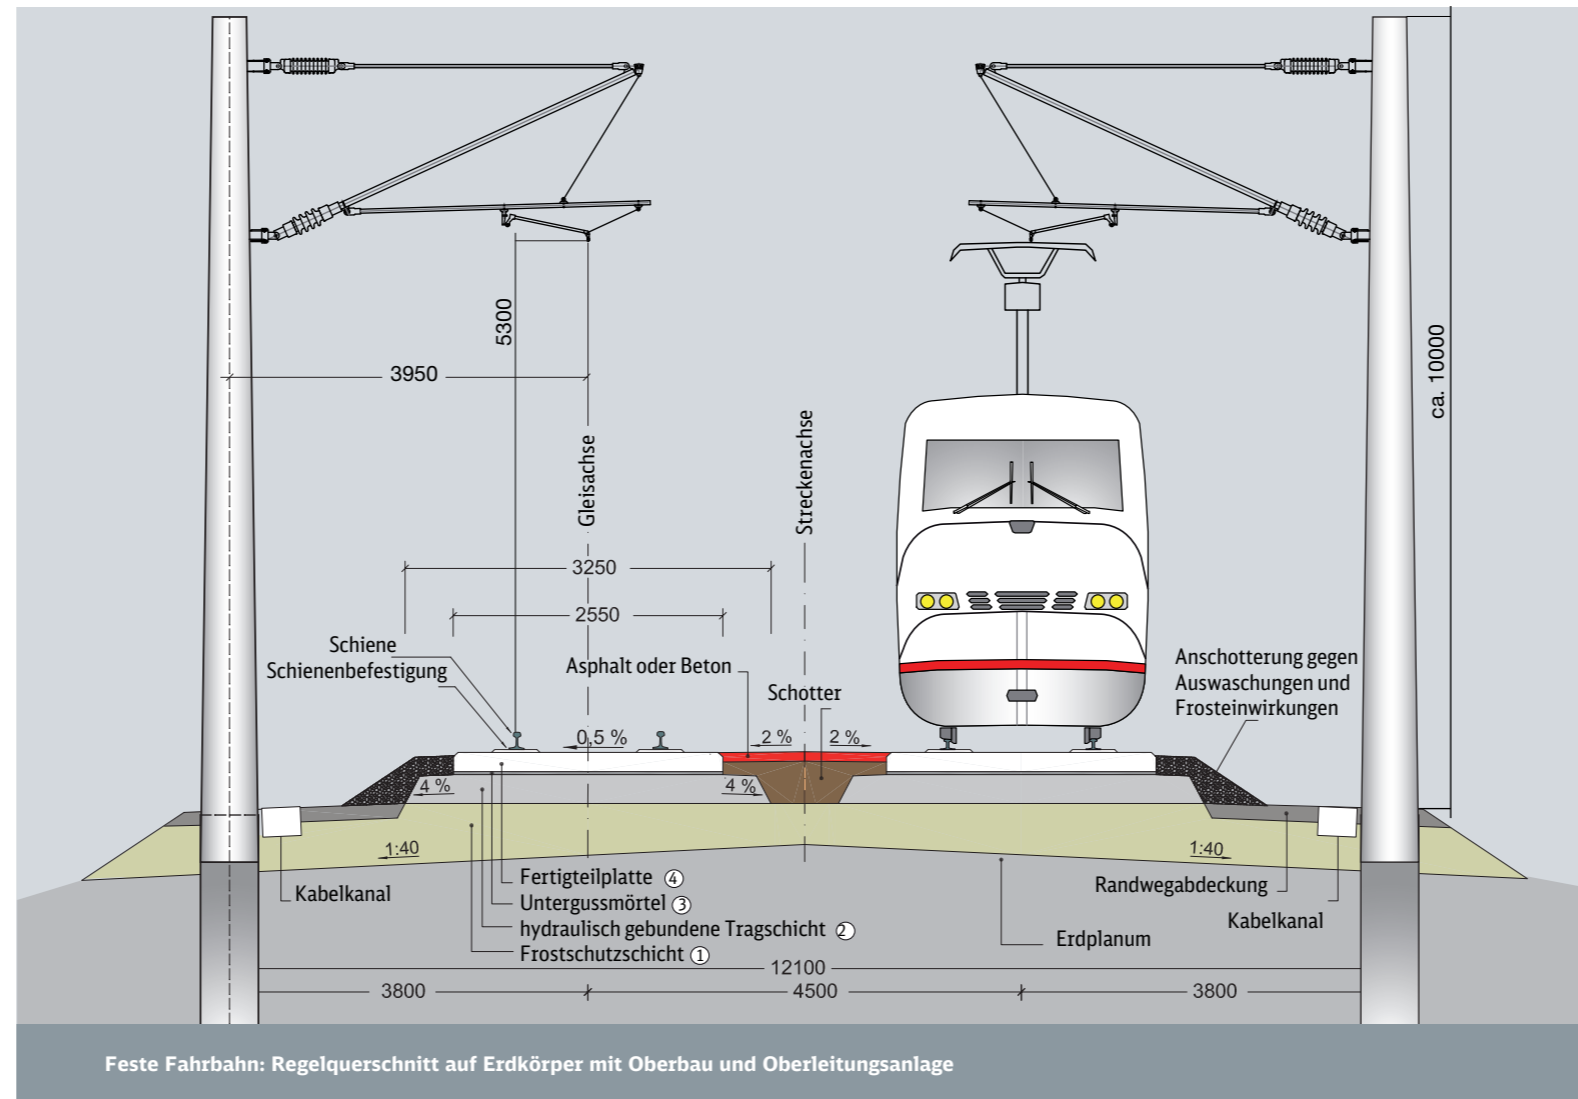 5300
3950
ca. 10000
Gleisachse
Streckenachse
3250
2550
Schiene
Schienenbefestigung
Asphalt oder Beton
Schotter
Anschotterung gegen
Auswaschungen und
Frosteinwirkungen
0,5 %
2 %
2 %
4 %
4 %
1:40
1:40
Kabelkanal
Fertigteilplatte 4
Untergussmörtel 3
hydraulisch gebundene Tragschicht 2
Frostschutzschicht 1
Randwegabdeckung
Kabelkanal
Erdplanum
12100
3800
4500
3800
Feste Fahrbahn: Regelquerschnitt auf Erdkörper mit Oberbau und Oberleitungsanlage